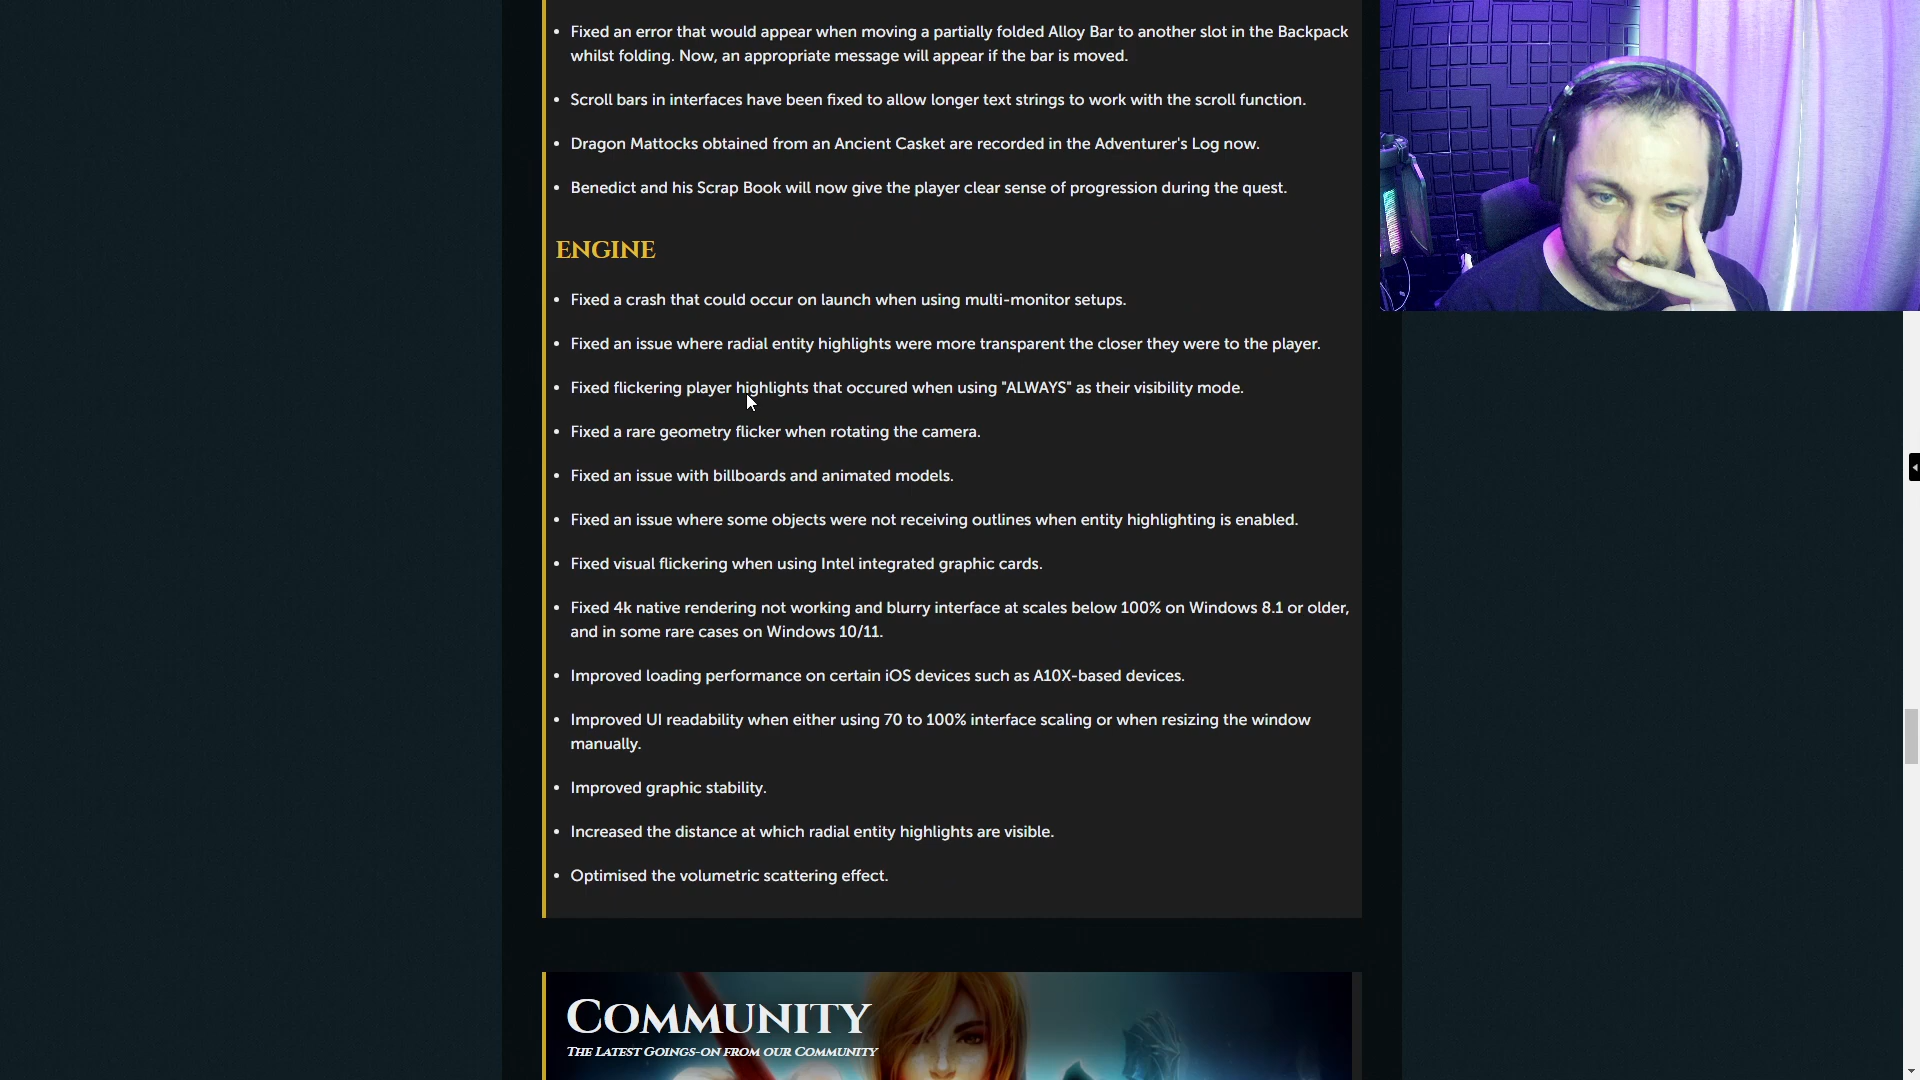 • Fixed an error that would appear when moving a partially folded Alloy Bar to another slot in the Backpack
whilst folding. Now, an appropriate message will appear if the bar is moved.
• Scroll bars in interfaces have been fixed to allow longer text strings to work with the scroll function.
• Dragon Mattocks obtained from an Ancient Casket are recorded in the Adventurer's Log now.
• Benedict and his Scrap Book will now give the player clear sense of progression during the quest.
ENGINE
• Fixed a crash that could occur on launch when using multi-monitor setups.
• Fixed an issue where radial entity highlights were more transparent the closer they were to the player.
• Fixed flickering player highlights that occured when using "ALWAYS" as their visibility mode.
• Fixed a rare geometry flicker when rotating the camera.
• Fixed an issue with billboards and animated models.
• Fixed an issue where some objects were not receiving outlines when entity highlighting is enabled.
• Fixed visual flickering when using Intel integrated graphic cards.
• Fixed 4k native rendering not working and blurry interface at scales below 100% on Windows 8.1 or older,
and in some rare cases on Windows 10/11.
• Improved loading performance on certain iOS devices such as A10X-based devices.
• Improved UI readability when either using 70 to 100% interface scaling or when resizing the window
manually.
• Improved graphic stability.
• Increased the distance at which radial entity highlights are visible.
• Optimised the volumetric scattering effect.
COMMUNITY
THE LATEST GOINGS-ON FROM OUR COMMUNITY